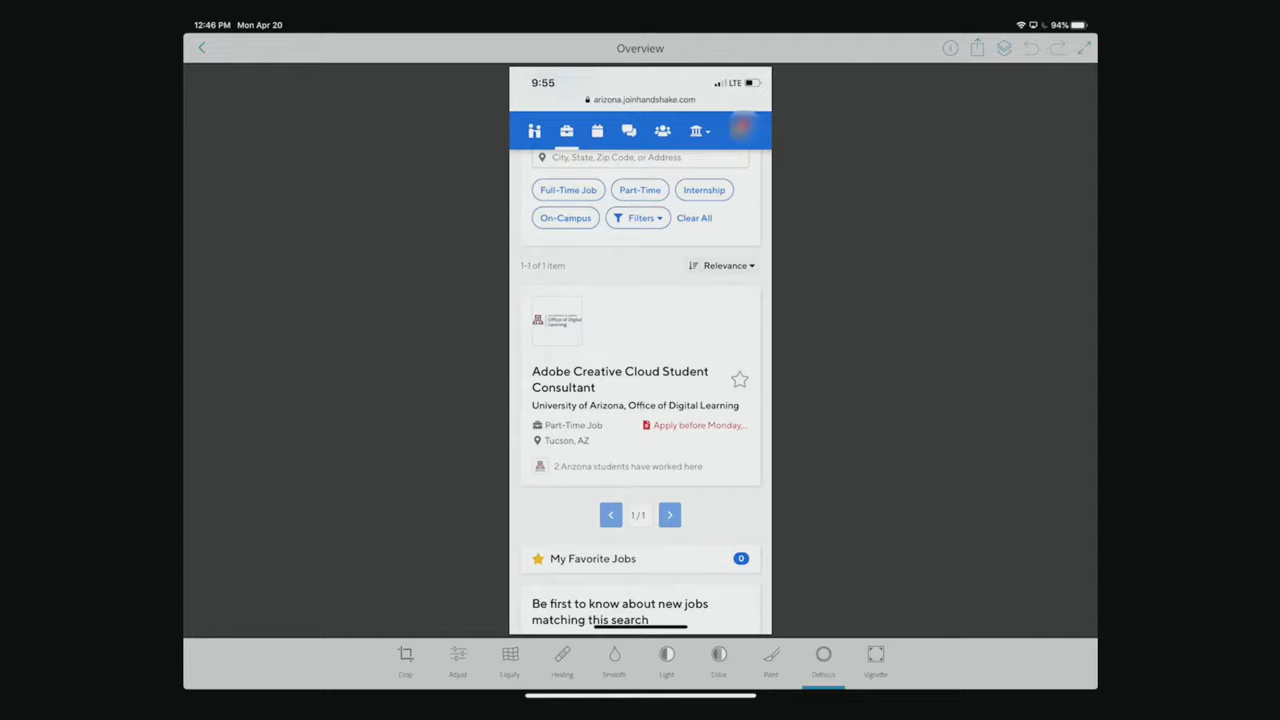 12:46 PM Mon Apr 20
94%
Overview
9:55
LTE
arizona.joinhandshake.com
City, State, Zip Code, or Address
Full-Time Job Part-Time Internship
On-Campus Filters Clear All
1-1 of 1 item Relevance
Office of Digital
Learning
Adobe Creative Cloud Student
Consultant
University of Arizona, Office of Digital Learning
Part-Time Job Apply before Monday,...
Tucson, AZ
2 Arizona students have worked here
1 / 1
My Favorite Jobs 0
Be first to know about new jobs
matching this search
Crop Adjust Liquify Healing Smooth Light Color Paint Defocus Vignette